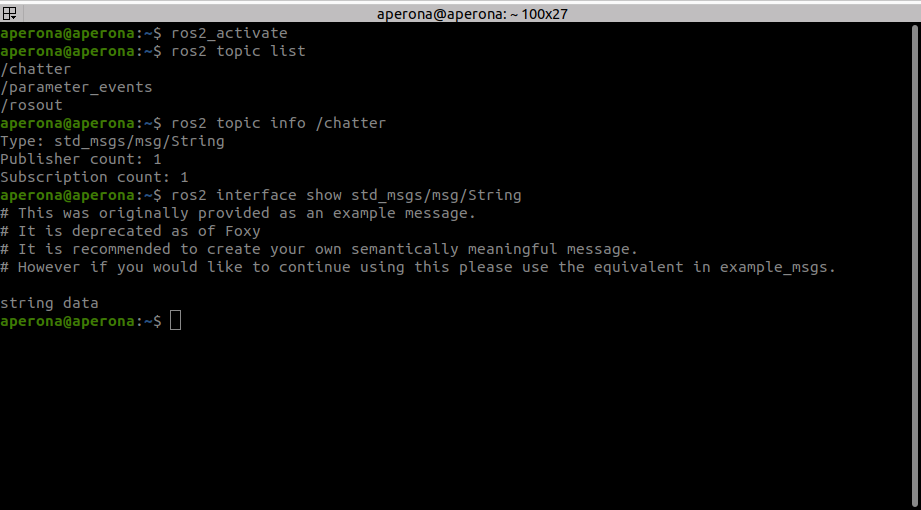 aperona@aperona: ~ 100x27
aperona@aperona:~$ ros2_activate
aperona@aperona:~$ ros2 topic list
/chatter
/parameter_events
/rosout
aperona@aperona:~$ ros2 topic info /chatter
Type: std_msgs/msg/String
Publisher count: 1
Subscription count: 1
aperona@aperona:~$ ros2 interface show std_msgs/msg/String
# This was originally provided as an example message.
# It is deprecated as of Foxy
# It is recommended to create your own semantically meaningful message.
# However if you would like to continue using this please use the equivalent in example_msgs.

string data
aperona@aperona:~$